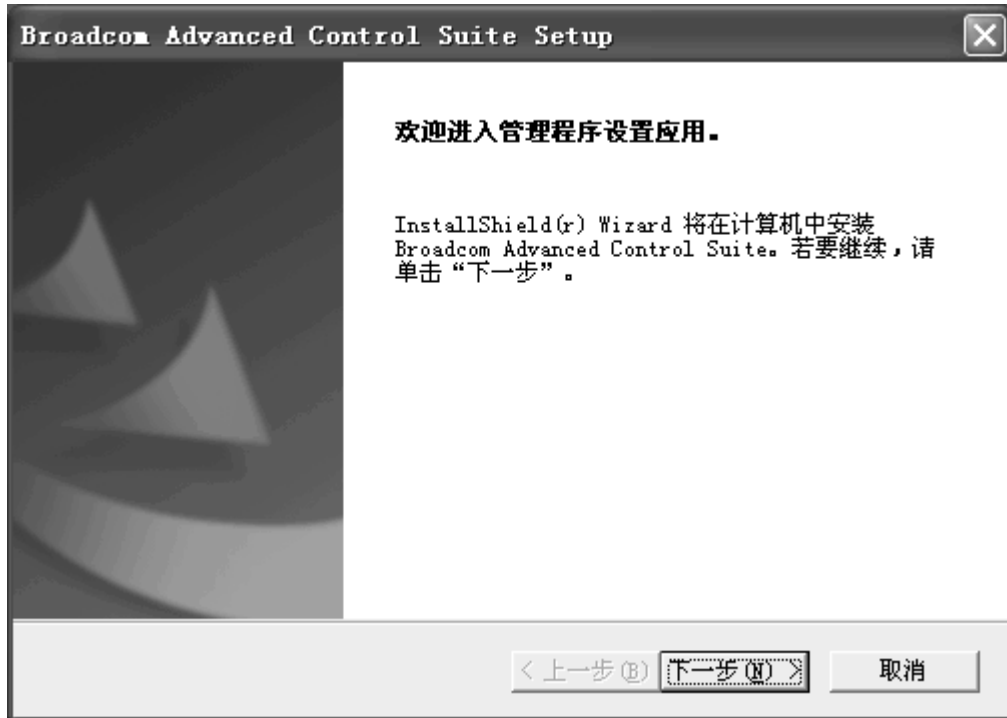 Broadcom Advanced Control Suite Setup
欢迎进入管理程序设置应用。
InstallShield(r) Wizard 将在计算机中安装
Broadcom Advanced Control Suite。若要继续，请
单击“下一步”。
< 上一步(B) 下一步(N) > 取消